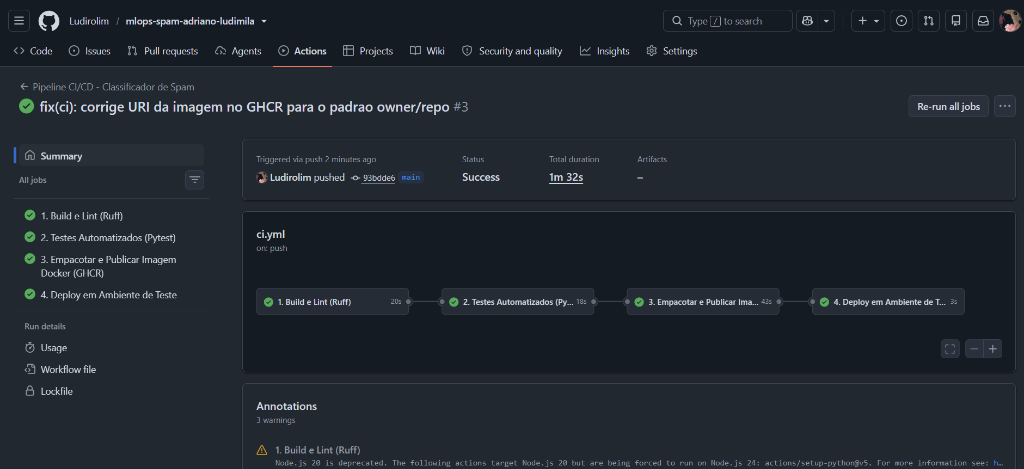 Ludirolim / mlops-spam-adriano-ludimila
Type / to search
Code Issues Pull requests Agents Actions Projects Wiki Security and quality Insights Settings
← Pipeline CI/CD - Classificador de Spam
fix(ci): corrige URI da imagem no GHCR para o padrao owner/repo #3
Re-run all jobs
Summary
All jobs
1. Build e Lint (Ruff)
2. Testes Automatizados (Pytest)
3. Empacotar e Publicar Imagem
Docker (GHCR)
4. Deploy em Ambiente de Teste
Run details
Usage
Workflow file
Lockfile
Triggered via push 2 minutes ago
Ludirolim pushed 93bdde6 main
Status
Success
Total duration
1m 32s
Artifacts
–
ci.yml
on: push
1. Build e Lint (Ruff) 20s
2. Testes Automatizados (Py... 18s
3. Empacotar e Publicar Ima... 43s
4. Deploy em Ambiente de T... 3s
Annotations
3 warnings
1. Build e Lint (Ruff)
Node.js 20 is deprecated. The following actions target Node.js 20 but are being forced to run on Node.js 24: actions/setup-python@v5. For more information see: h…